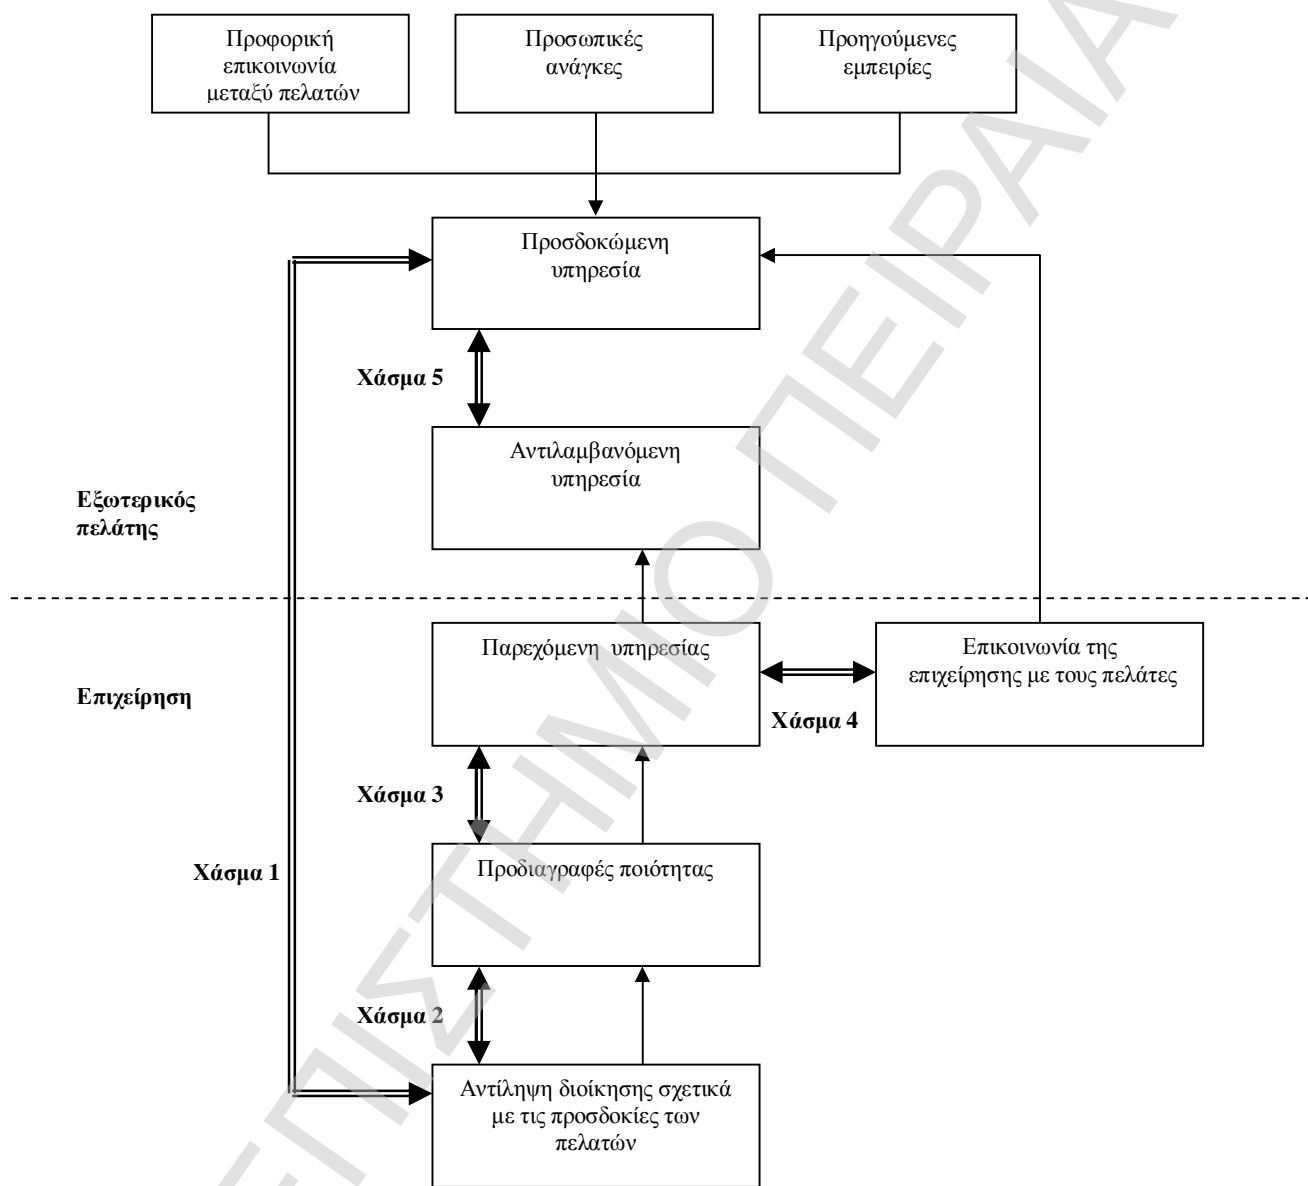 Προφορική
επικοινωνία
μεταξύ πελατών
Προσωπικές
ανάγκες
Προηγούμενες
εμπειρίες
Προσδοκώμενη
υπηρεσία
Χάσμα 5
Αντιλαμβανόμενη
υπηρεσία
Εξωτερικός
πελάτης
Παρεχόμενη υπηρεσίας
Επικοινωνία της
επιχείρησης με τους πελάτες
Επιχείρηση
Χάσμα 4
Χάσμα 3
Προδιαγραφές ποιότητας
Χάσμα 1
Χάσμα 2
Αντίληψη διοίκησης σχετικά
με τις προσδοκίες των
πελατών
ΕΠΙΣΤΗΜΙΟ ΠΕΙΡΑΙΑ